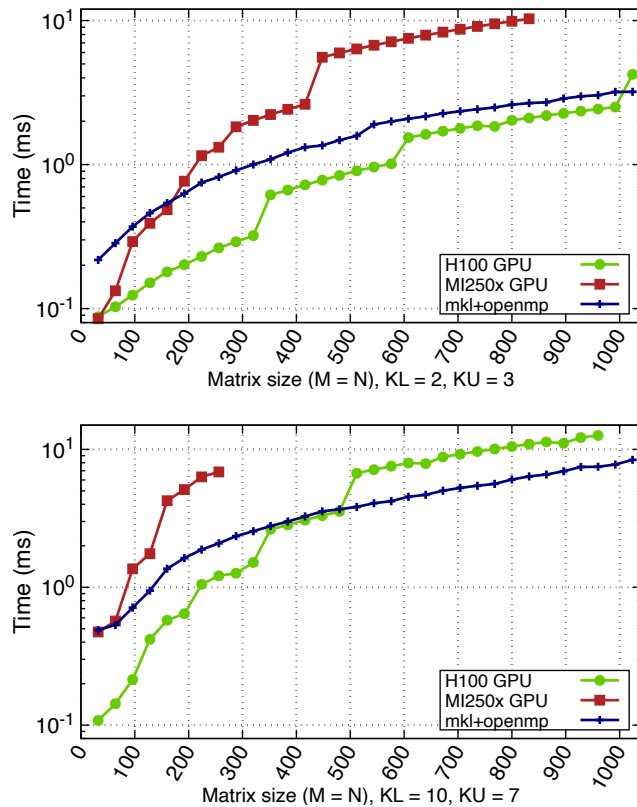 10^1
10^0
10^-1
Time (ms)
H100 GPU
MI250x GPU
mkl+openmp
0 100 200 300 400 500 600 700 800 900 1000
Matrix size (M = N), KL = 2, KU = 3
10^1
10^0
10^-1
Time (ms)
H100 GPU
MI250x GPU
mkl+openmp
0 100 200 300 400 500 600 700 800 900 1000
Matrix size (M = N), KL = 10, KU = 7